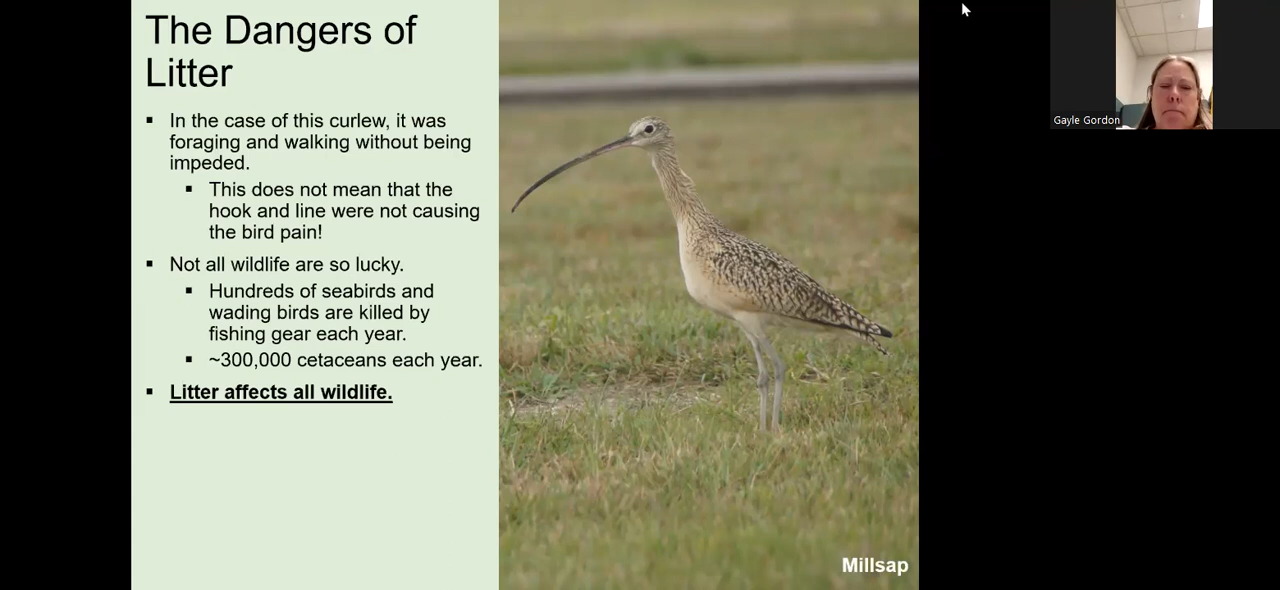 The Dangers of
Litter
▪ In the case of this curlew, it was
foraging and walking without being
impeded.
▪ This does not mean that the
hook and line were not causing
the bird pain!
▪ Not all wildlife are so lucky.
▪ Hundreds of seabirds and
wading birds are killed by
fishing gear each year.
▪ ~300,000 cetaceans each year.
▪ Litter affects all wildlife.
Millsap
Gayle Gordon